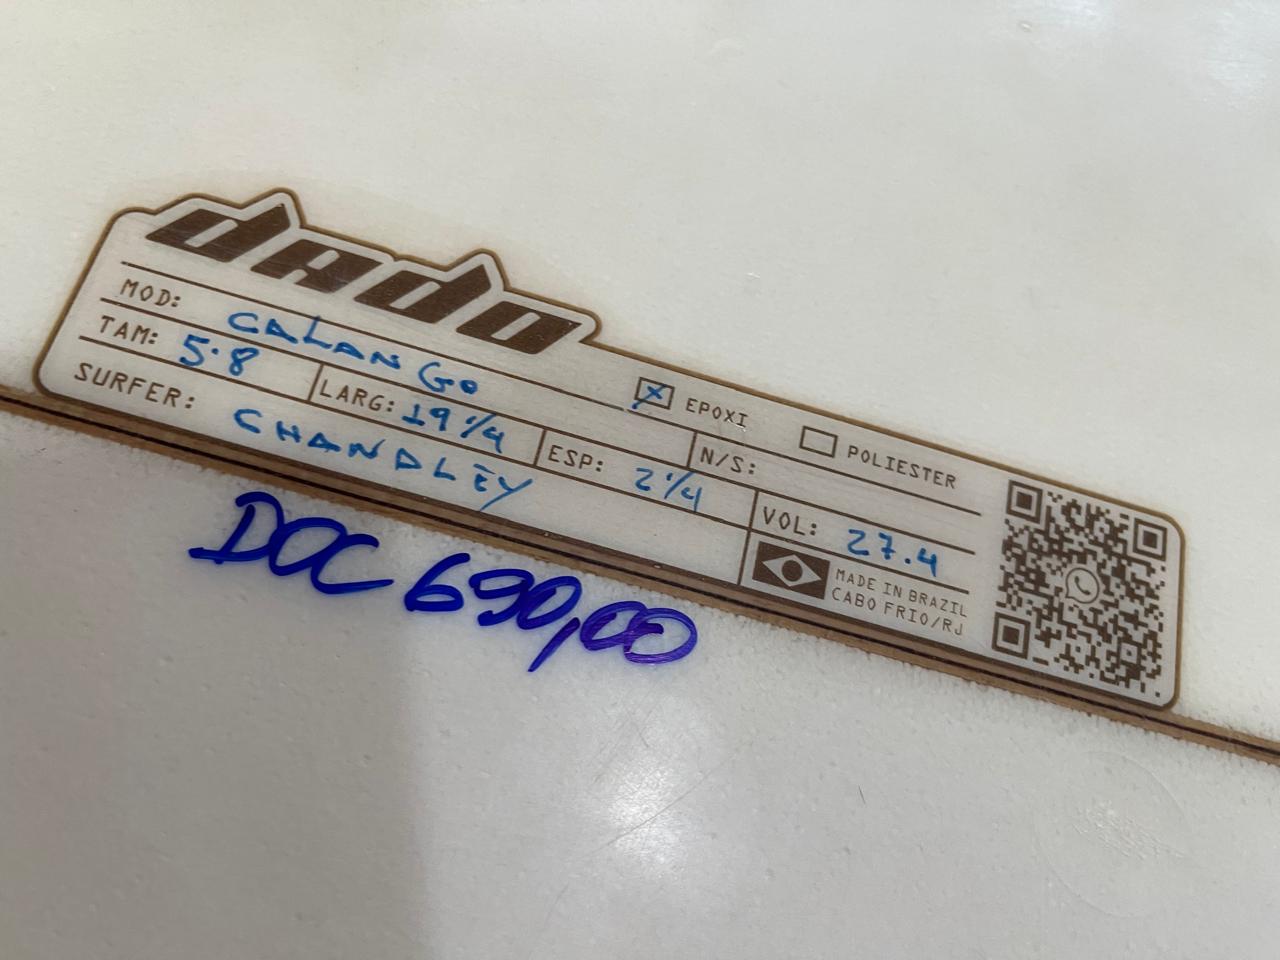 dado
MOD: CALANGO
EPOXI POLIESTER
TAM: 5.8 LARG: 19 1/4 ESP: 2 1/4 N/S:
SURFER: CHANDLEY VOL: 27.4
MADE IN BRAZIL
CABO FRIO/RJ
DOC 690,00